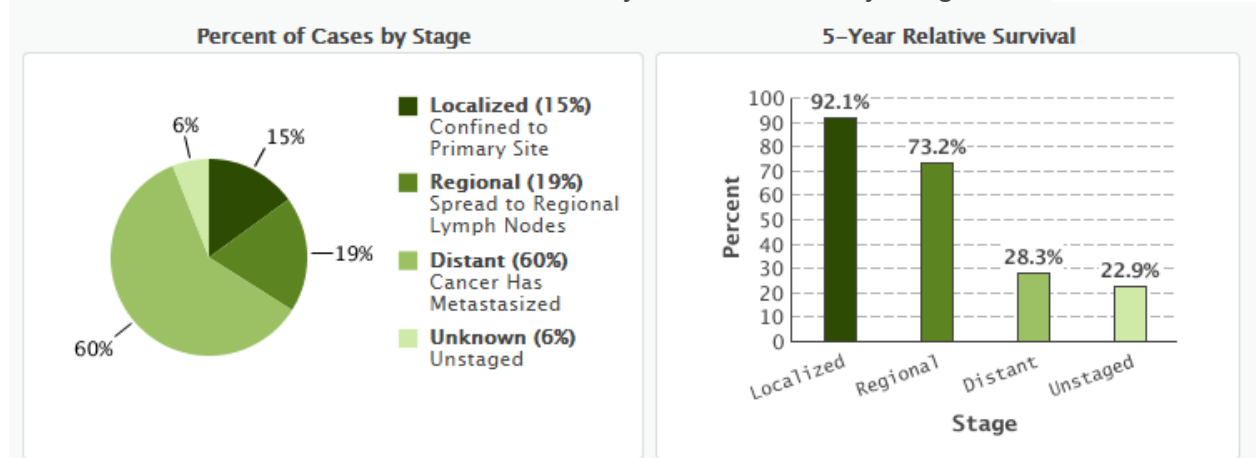 Percent of Cases by Stage
6%
15%
19%
60%
Localized (15%)
Confined to
Primary Site
Regional (19%)
Spread to Regional
Lymph Nodes
Distant (60%)
Cancer Has
Metastasized
Unknown (6%)
Unstaged
5-Year Relative Survival
100
90
80
70
60
50
40
30
20
10
0
Percent
92.1%
73.2%
28.3%
22.9%
Localized
Regional
Distant
Unstaged
Stage